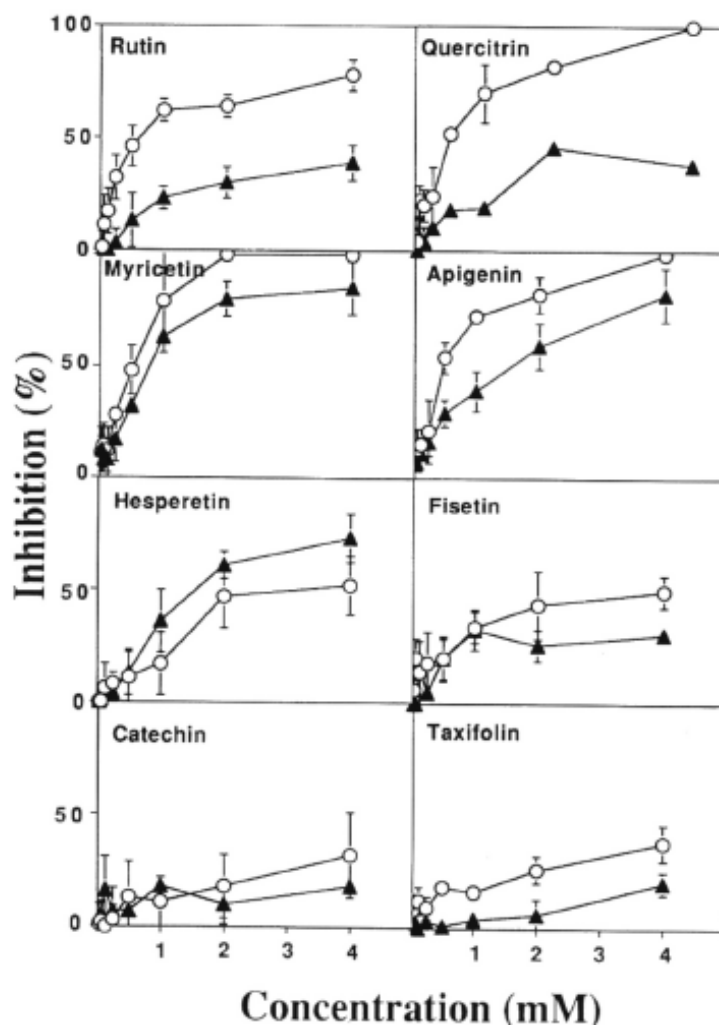 100
Rutin
Quercitrin
50
0
Myricetin
Apigenin
50
0
Hesperetin
Fisetin
50
0
Catechin
Taxifolin
50
0
1 2 3 4 1 2 3 4
Inhibition (%)
Concentration (mM)